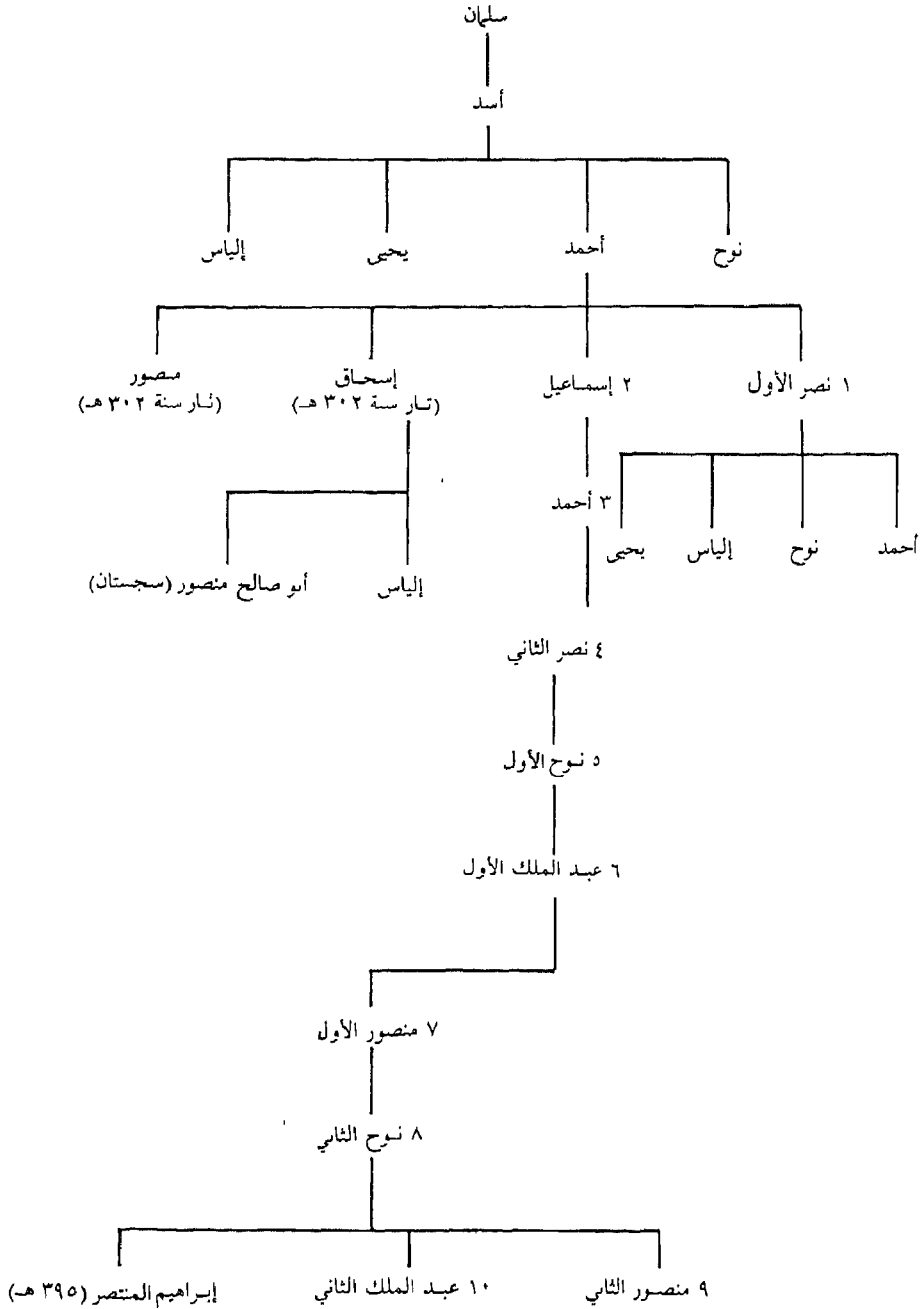 سلمان
أسد
نوح
أحمد
يحيى
إلياس
١ نصر الأول
٢ إسماعيل
إسحاق
(ثار سنة ٣٠٢ هـ)
منصور
(ثار سنة ٣٠٢ هـ)
أحمد
نوح
إلياس
يحيى
٣ أحمد
إلياس
أبو صالح منصور (سجستان)
٤ نصر الثاني
٥ نوح الأول
٦ عبد الملك الأول
٧ منصور الأول
٨ نوح الثاني
٩ منصور الثاني
١٠ عبد الملك الثاني
إبراهيم المنتصر (٣٩٥ هـ)